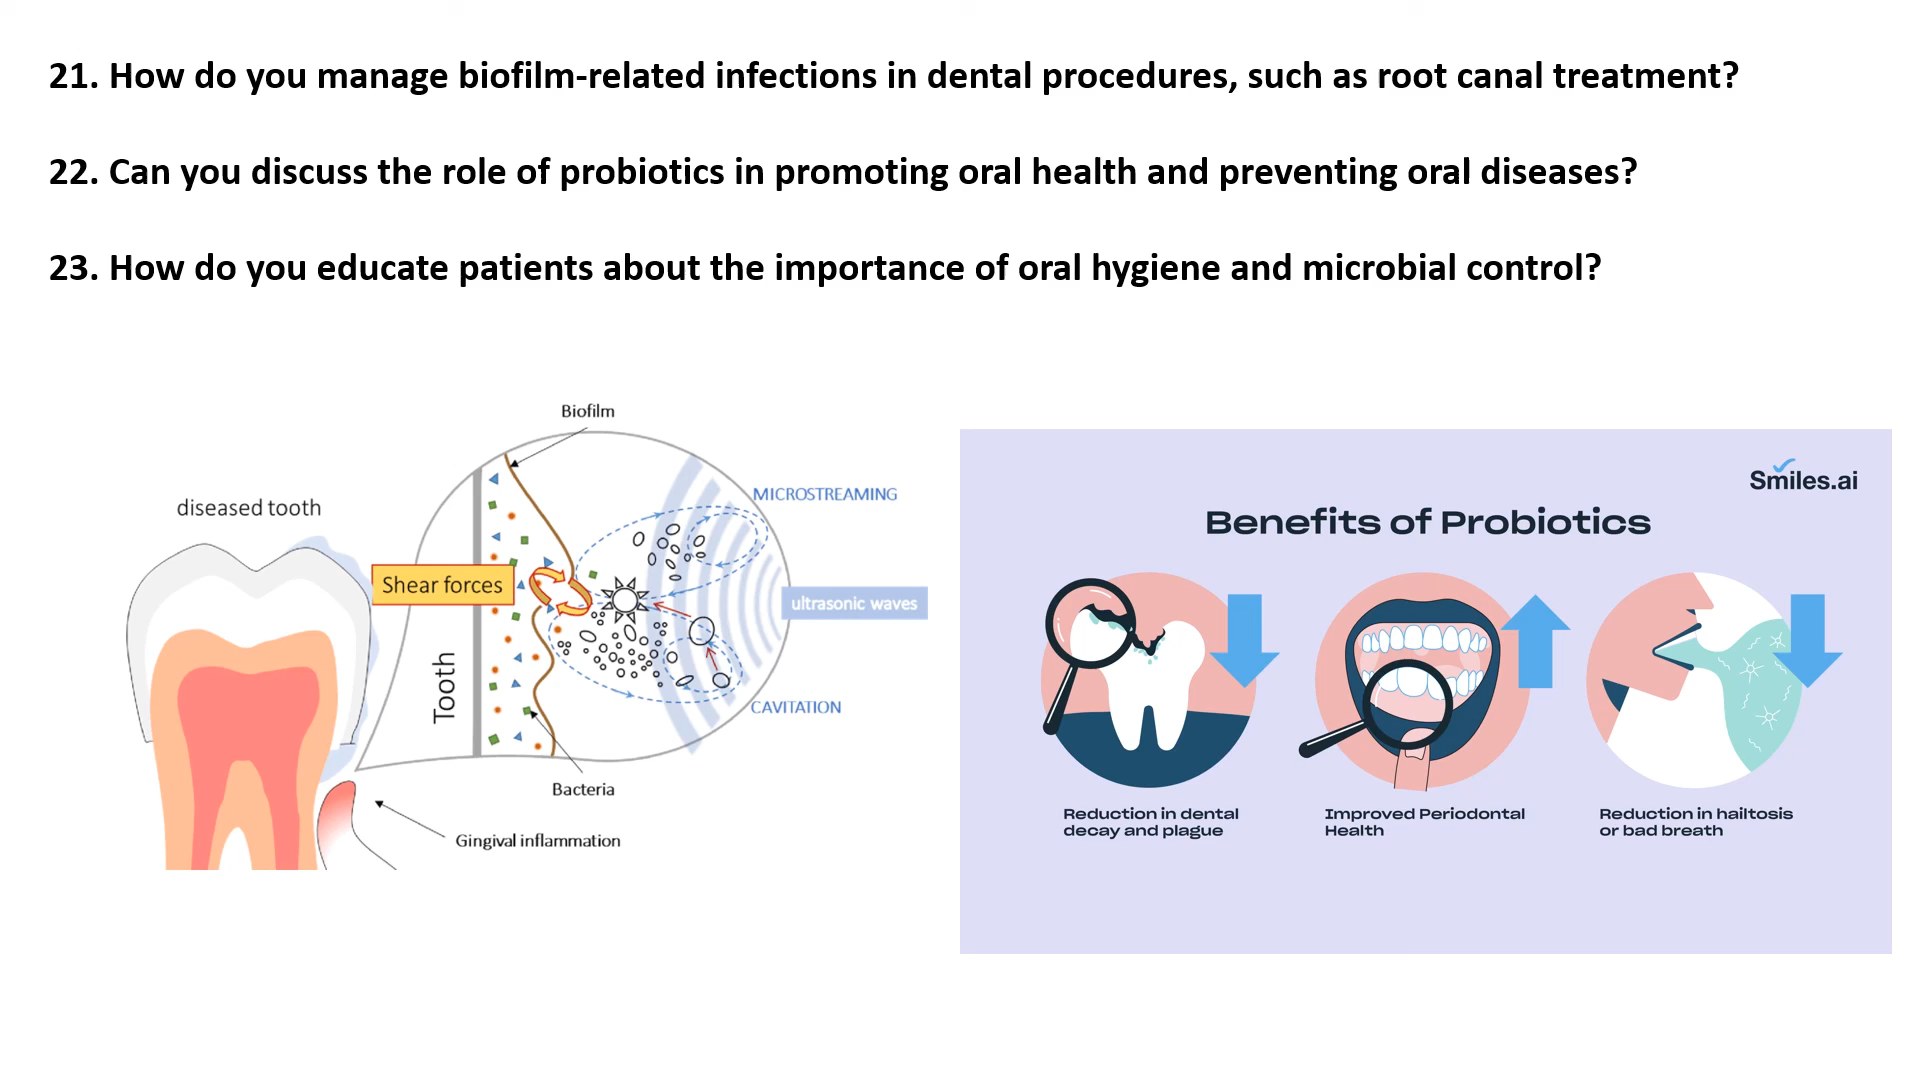 21. How do you manage biofilm-related infections in dental procedures, such as root canal treatment?
22. Can you discuss the role of probiotics in promoting oral health and preventing oral diseases?
23. How do you educate patients about the importance of oral hygiene and microbial control?
Biofilm
diseased tooth
MICROSTREAMING
Shear forces
ultrasonic waves
Tooth
CAVITATION
Bacteria
Gingival inflammation
Smiles.ai
Benefits of Probiotics
Reduction in dental
decay and plague
Improved Periodontal
Health
Reduction in hailtosis
or bad breath